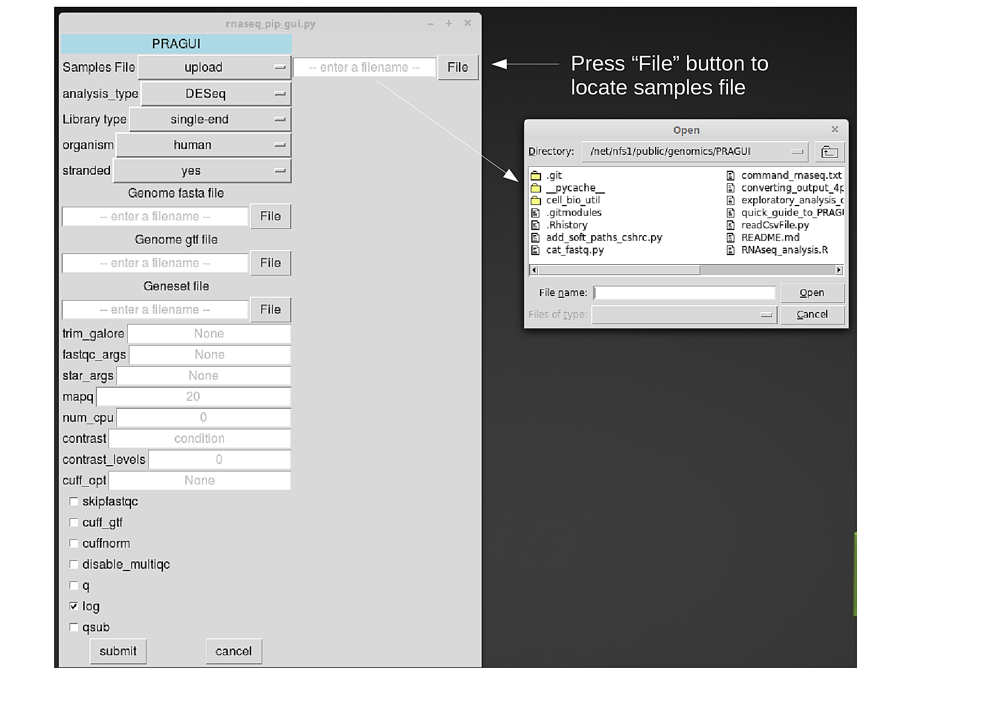 rnaseq_pip_gui.py
PRAGUI
Samples File upload -- enter a filename -- File
analysis_type DESeq
Library type single-end
organism human
stranded yes
Genome fasta file
-- enter a filename -- File
Genome gtf file
-- enter a filename -- File
Geneset file
-- enter a filename -- File
trim_galore None
fastqc_args None
star_args None
mapq 20
num_cpu 0
contrast condition
contrast_levels 0
cuff_opt None
skipfastqc
cuff_gtf
cuffnorm
disable_multiqc
q
log
qsub
submit cancel
Press “File” button to
locate samples file
Open
Directory: /net/nfs1/public/genomics/PRAGUI
.git
__pycache__
cell_bio_util
.gitmodules
.Rhistory
add_soft_paths_cshrc.py
cat_fastq.py
command_rnaseq.txt
converting_output_4p
exploratory_analysis_c
quick_guide_to_PRAGU
readCsvFile.py
README.md
RNAseq_analysis.R
File name: Open
Files of type: Cancel